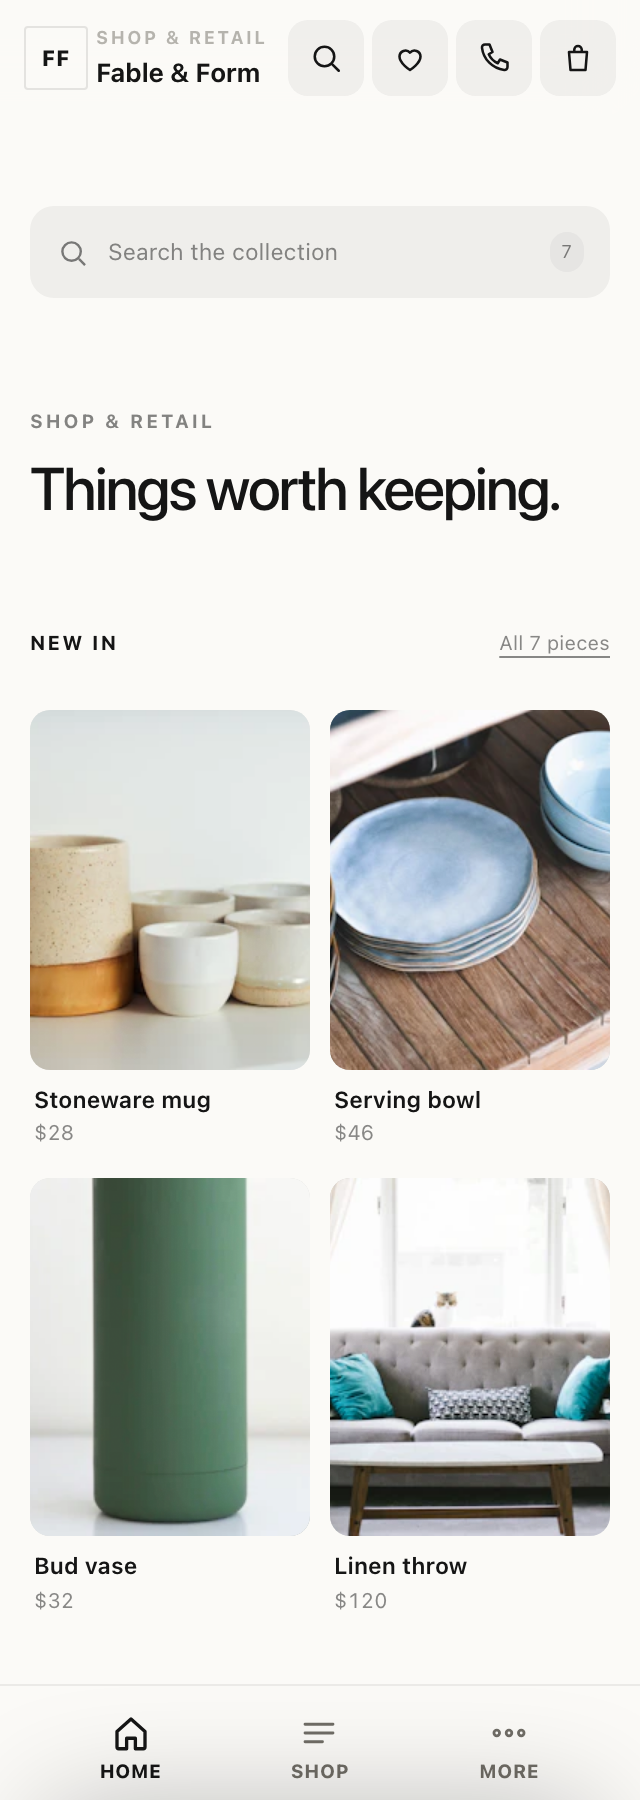 FF
SHOP & RETAIL
Fable & Form
Search the collection
7
SHOP & RETAIL
Things worth keeping.
NEW IN
All 7 pieces
Stoneware mug
$28
Serving bowl
$46
Bud vase
$32
Linen throw
$120
HOME
SHOP
MORE